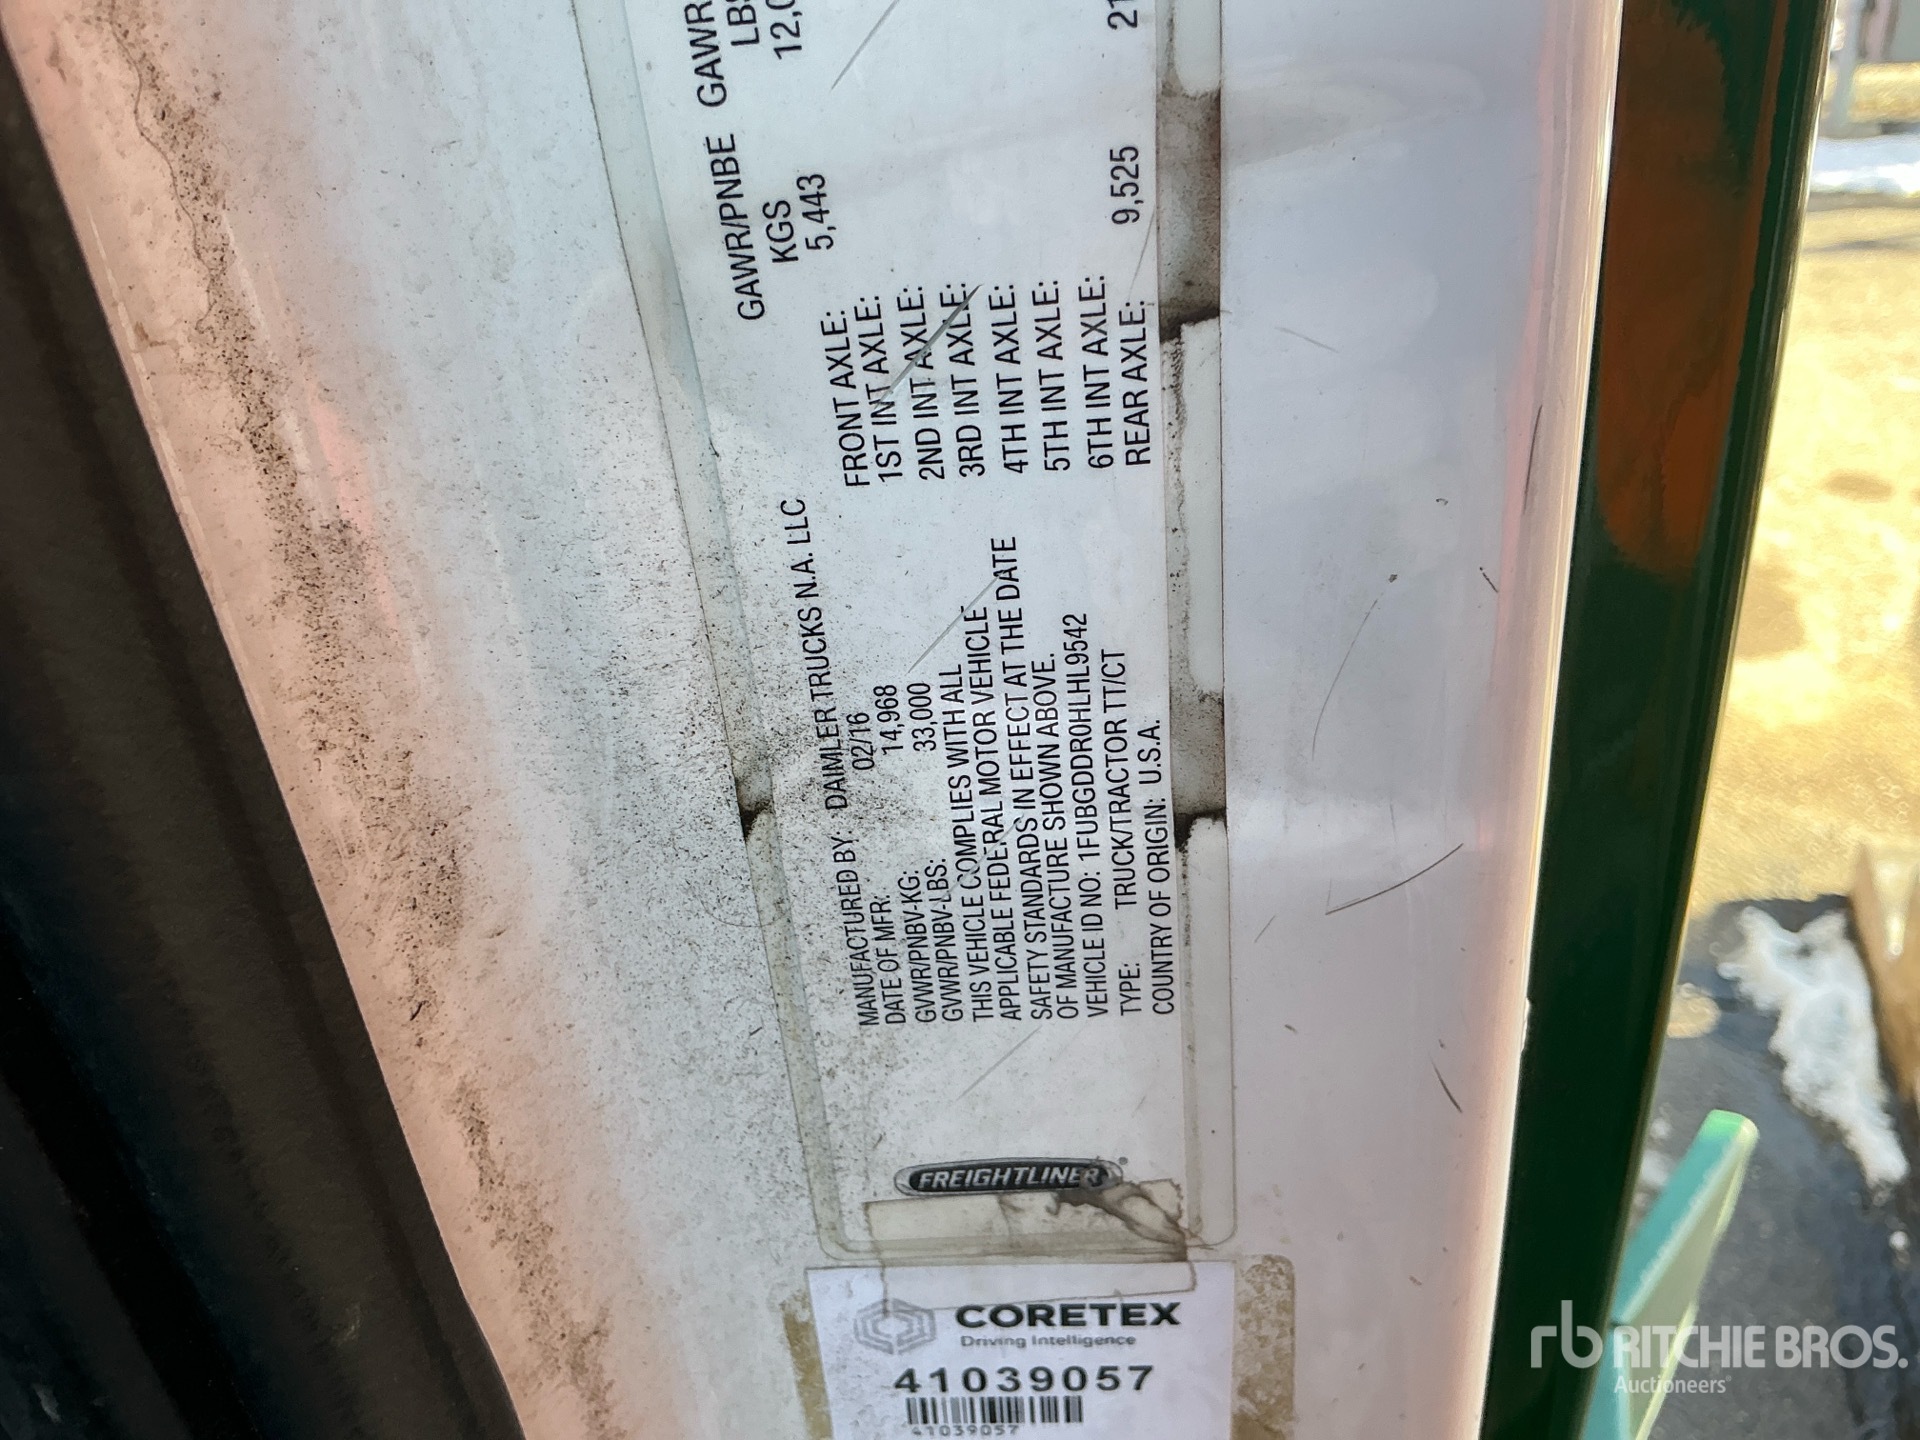 FREIGHTLINER
MANUFACTURED BY: DAIMLER TRUCKS N.A. LLC
DATE OF MFR: 02/16
GVWR/PNBV-KG: 14,968
GVWR/PNBV-LBS: 33,000
THIS VEHICLE COMPLIES WITH ALL
APPLICABLE FEDERAL MOTOR VEHICLE
SAFETY STANDARDS IN EFFECT AT THE DATE
OF MANUFACTURE SHOWN ABOVE.
VEHICLE ID NO: 1FUBGDDR0HLHL9542
TYPE: TRUCK/TRACTOR TT/CT
COUNTRY OF ORIGIN: U.S.A.
GAWR/PNBE GAWR
KGS LBS
FRONT AXLE: 5,443 12,0
1ST INT AXLE:
2ND INT AXLE:
3RD INT AXLE:
4TH INT AXLE:
5TH INT AXLE:
6TH INT AXLE:
REAR AXLE: 9,525 21
CORETEX
Driving Intelligence
41039057
41039057
rb RITCHIE BROS.
Auctioneers